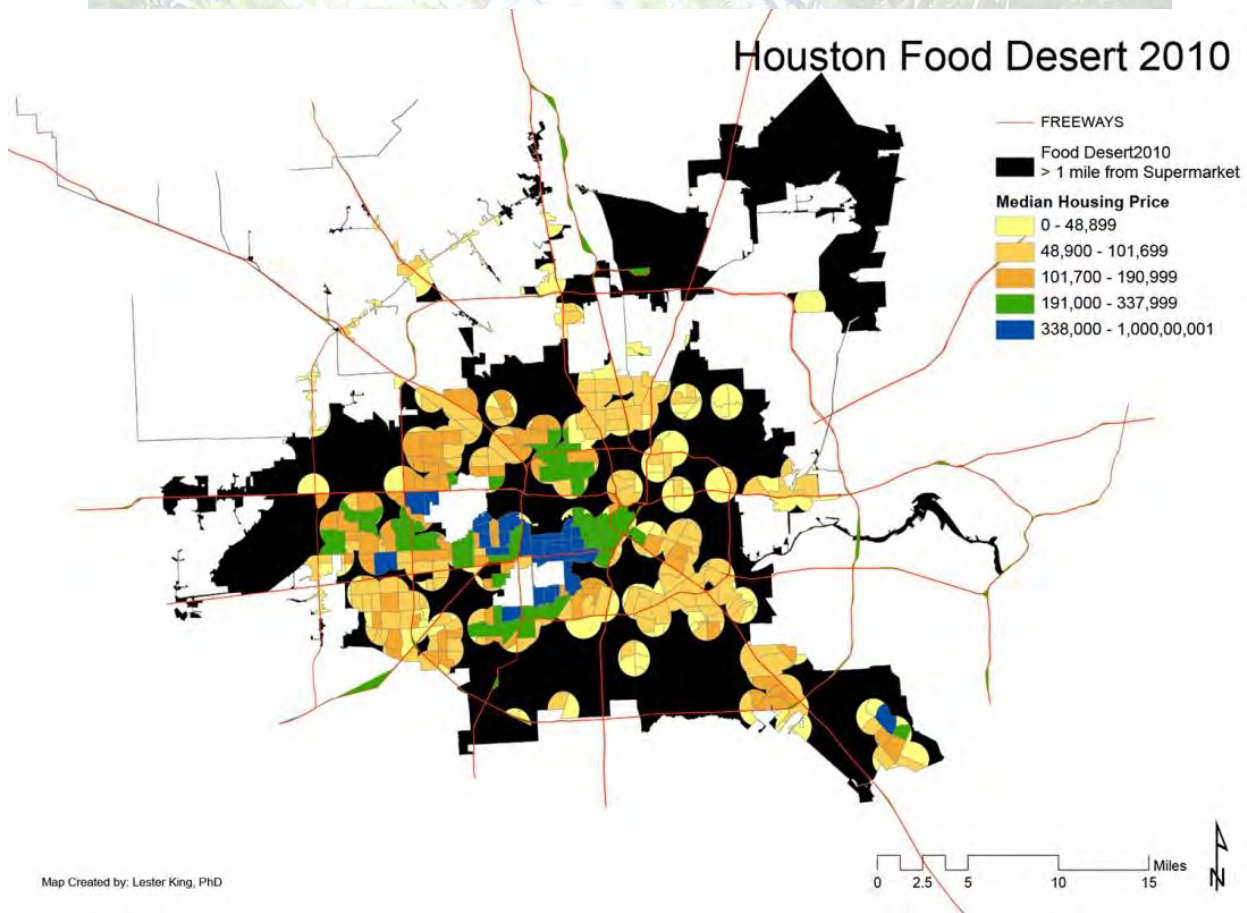 Houston Food Desert 2010
FREEWAYS
Food Desert2010
> 1 mile from Supermarket
Median Housing Price
0 - 48,899
48,900 - 101,699
101,700 - 190,999
191,000 - 337,999
338,000 - 1,000,00,001
Miles
0 2.5 5 10 15
N
Map Created by: Lester King, PhD